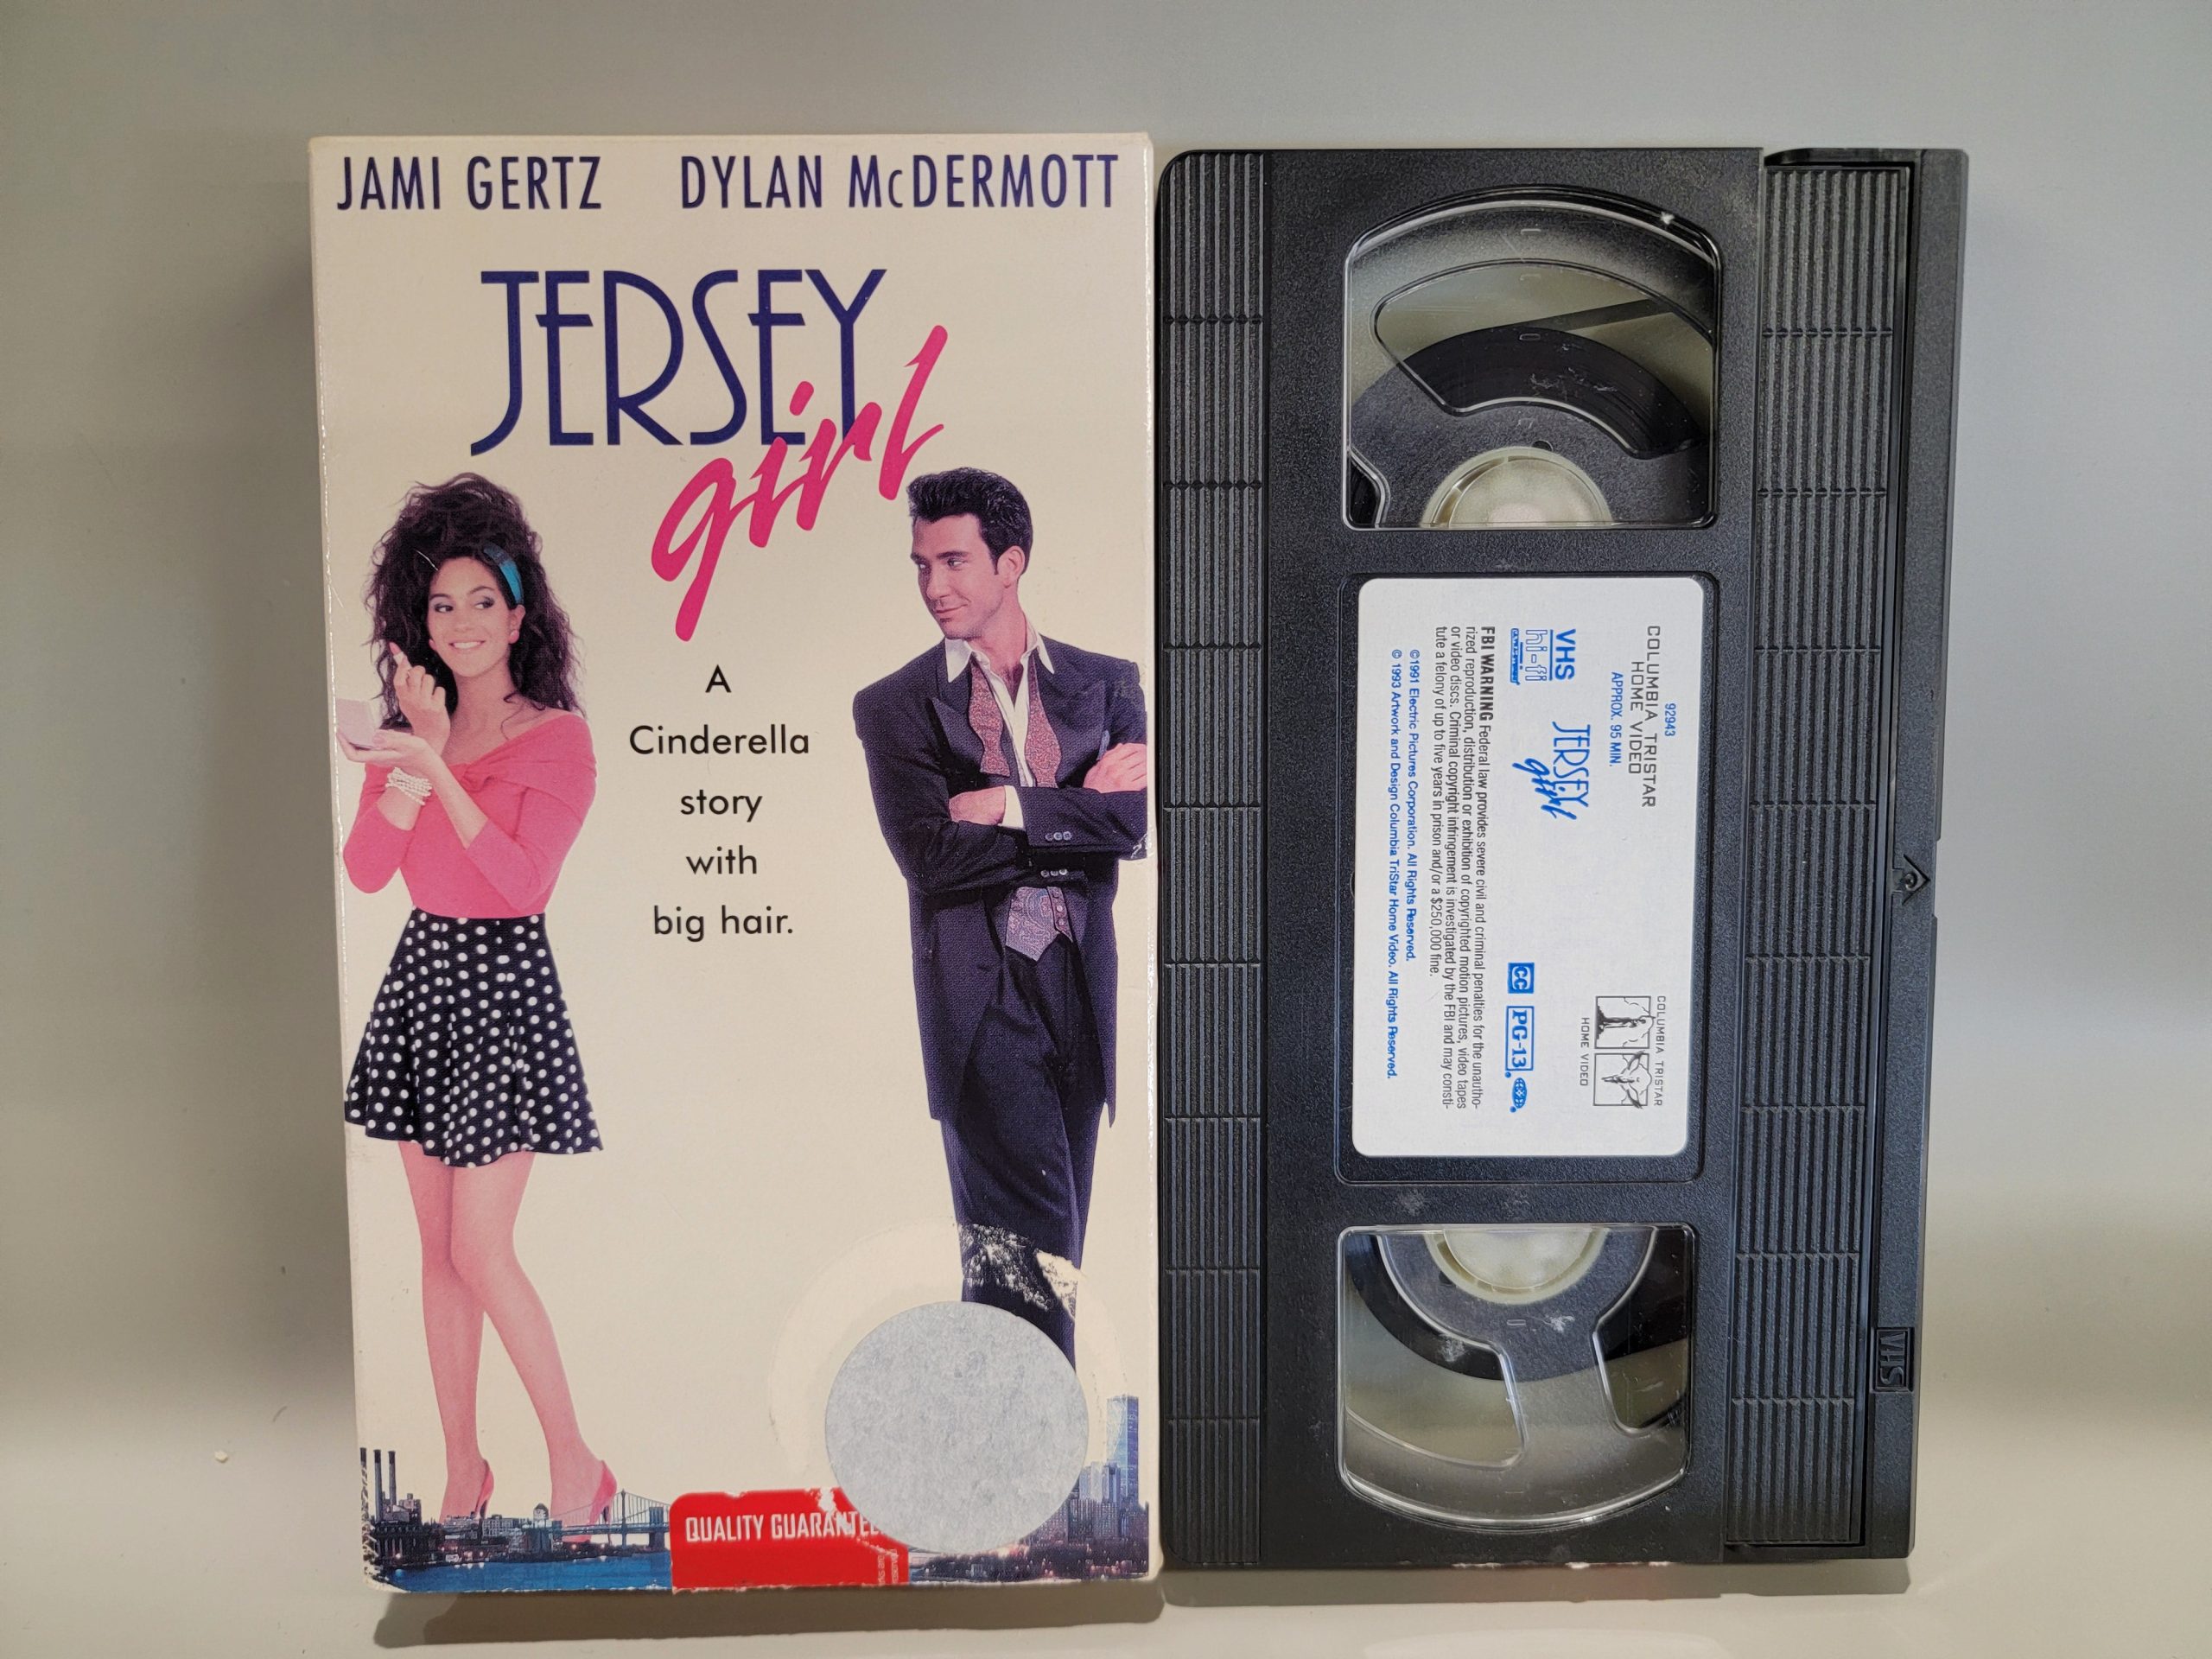 JAMI GERTZ DYLAN McDERMOTT
JERSEY
girl
A
Cinderella
story
with
big hair.
QUALITY GUARANTEE
92943
COLUMBIA TRISTAR
HOME VIDEO
APPROX. 95 MIN.
VHS
hi-fi
JERSEY
girl
COLUMBIA TRISTAR
HOME VIDEO
CC PG-13
FBI WARNING Federal law provides severe civil and criminal penalties for the unautho-
rized reproduction, distribution or exhibition of copyrighted motion pictures, video tapes
or video discs. Criminal copyright infringement is investigated by the FBI and may consti-
tute a felony of up to five years in prison and/or a $250,000 fine.
©1991 Electric Pictures Corporation. All Rights Reserved.
© 1993 Artwork and Design Columbia TriStar Home Video. All Rights Reserved.
VHS